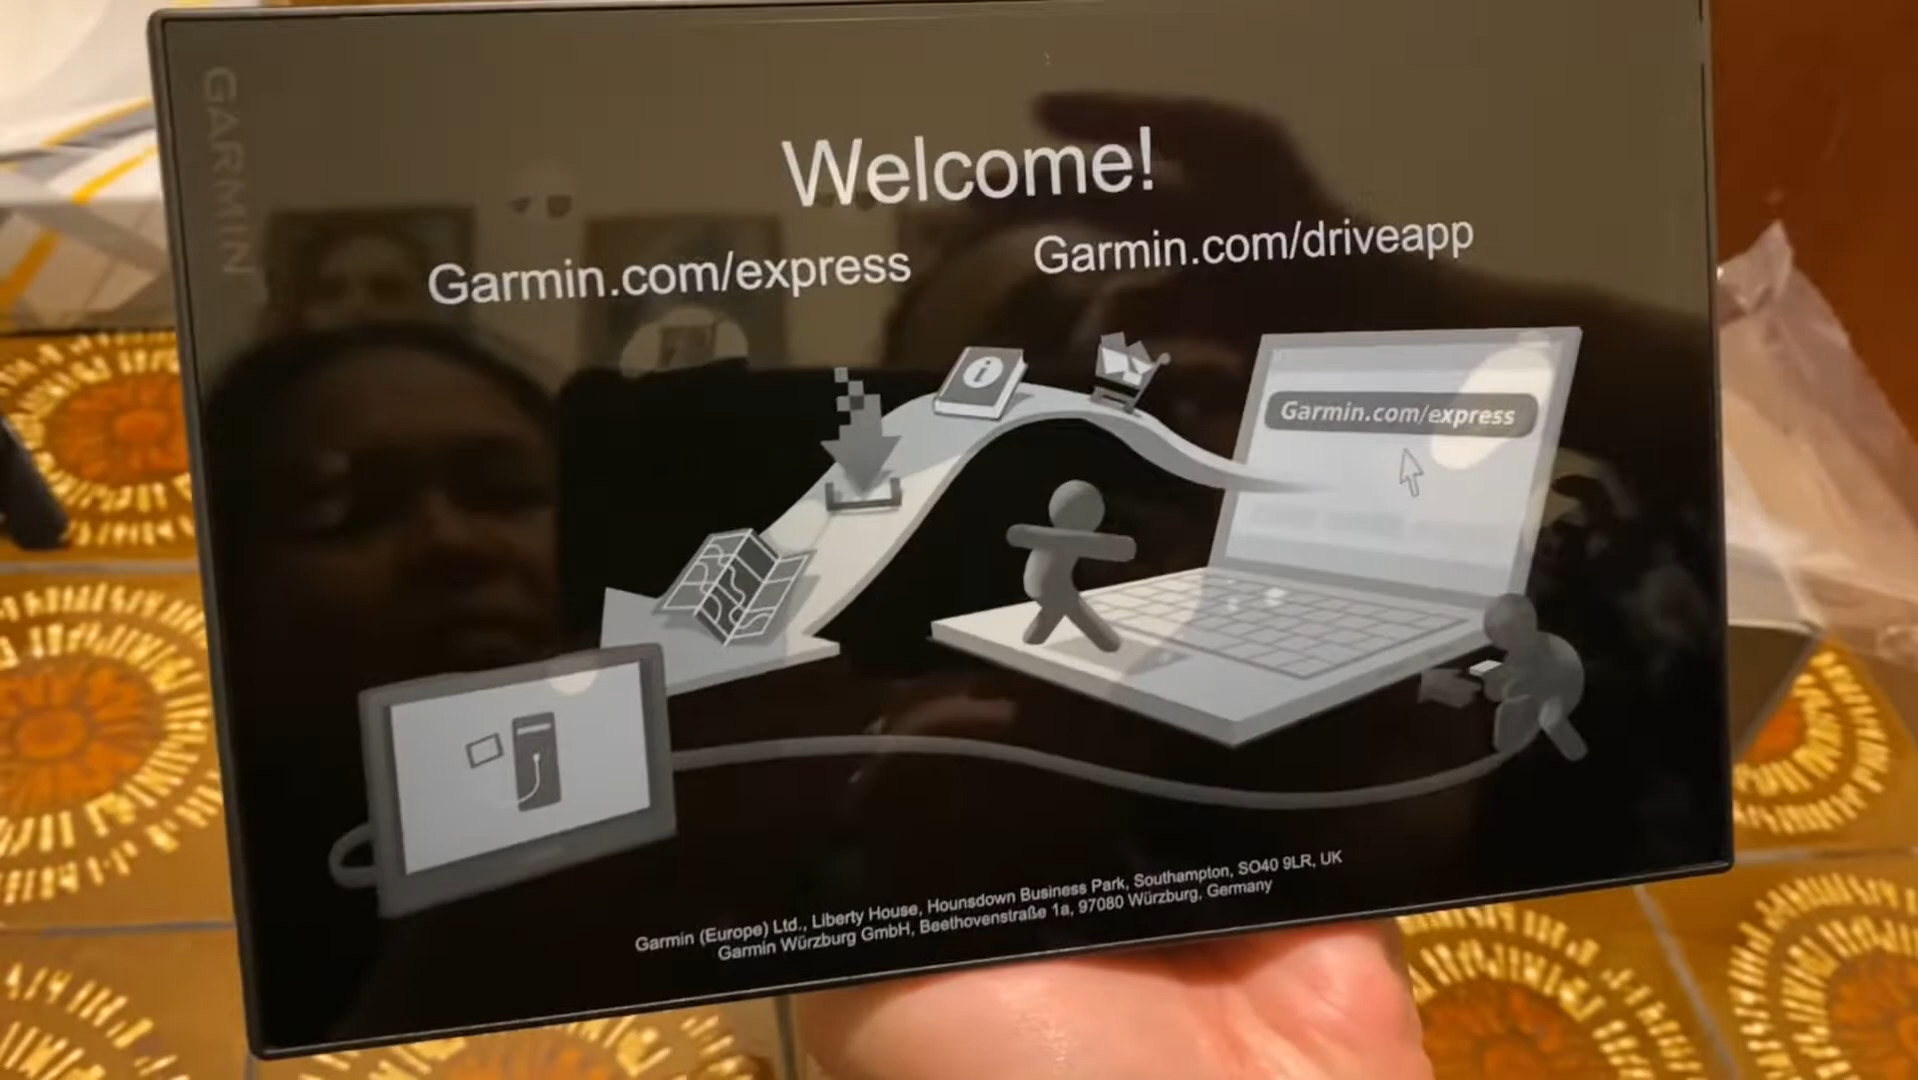 GARMIN
Welcome!
Garmin.com/express
Garmin.com/driveapp
Garmin.com/express
Garmin (Europe) Ltd., Liberty House, Hounsdown Business Park, Southampton, SO40 9LR, UK
Garmin Würzburg GmbH, Beethovenstraße 1a, 97080 Würzburg, Germany